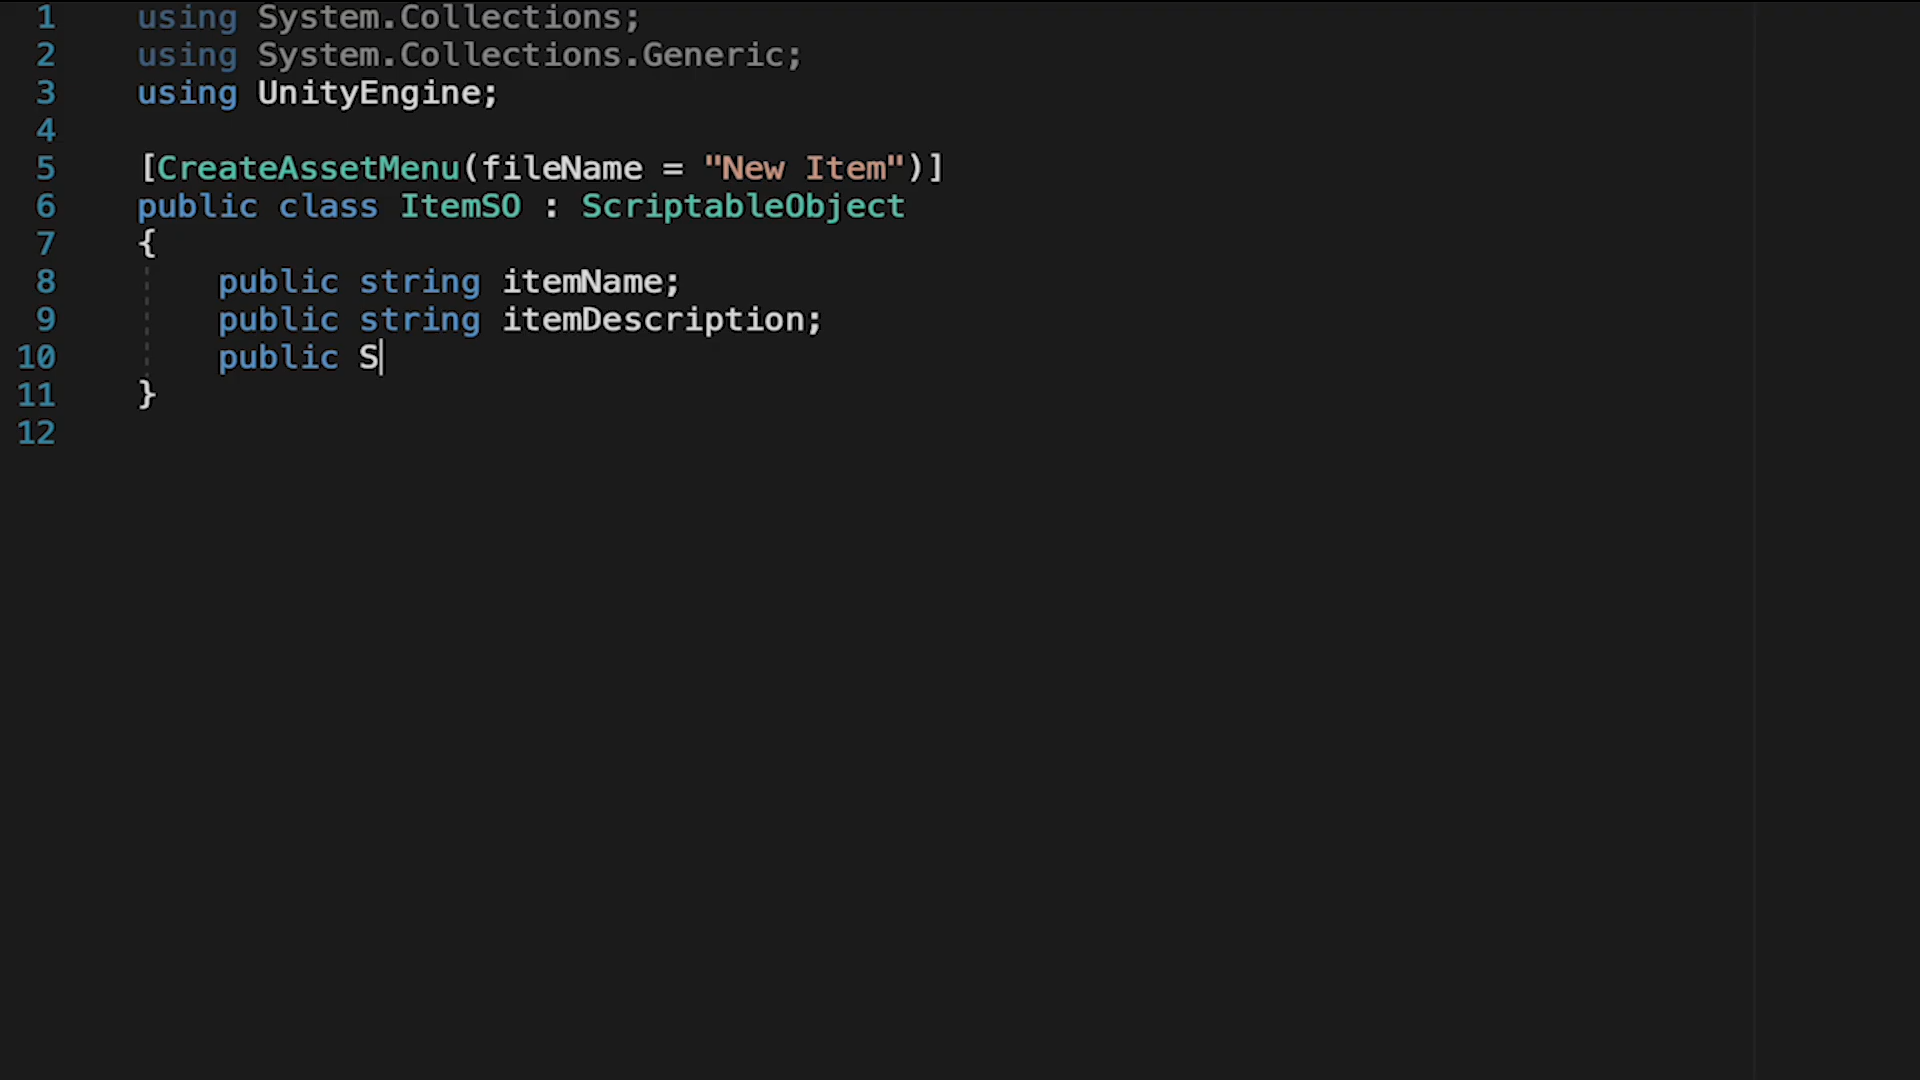 1 using System.Collections;
2 using System.Collections.Generic;
3 using UnityEngine;
4
5 [CreateAssetMenu(fileName = "New Item")]
6 public class ItemSO : ScriptableObject
7 {
8 public string itemName;
9 public string itemDescription;
10 public S
11 }
12